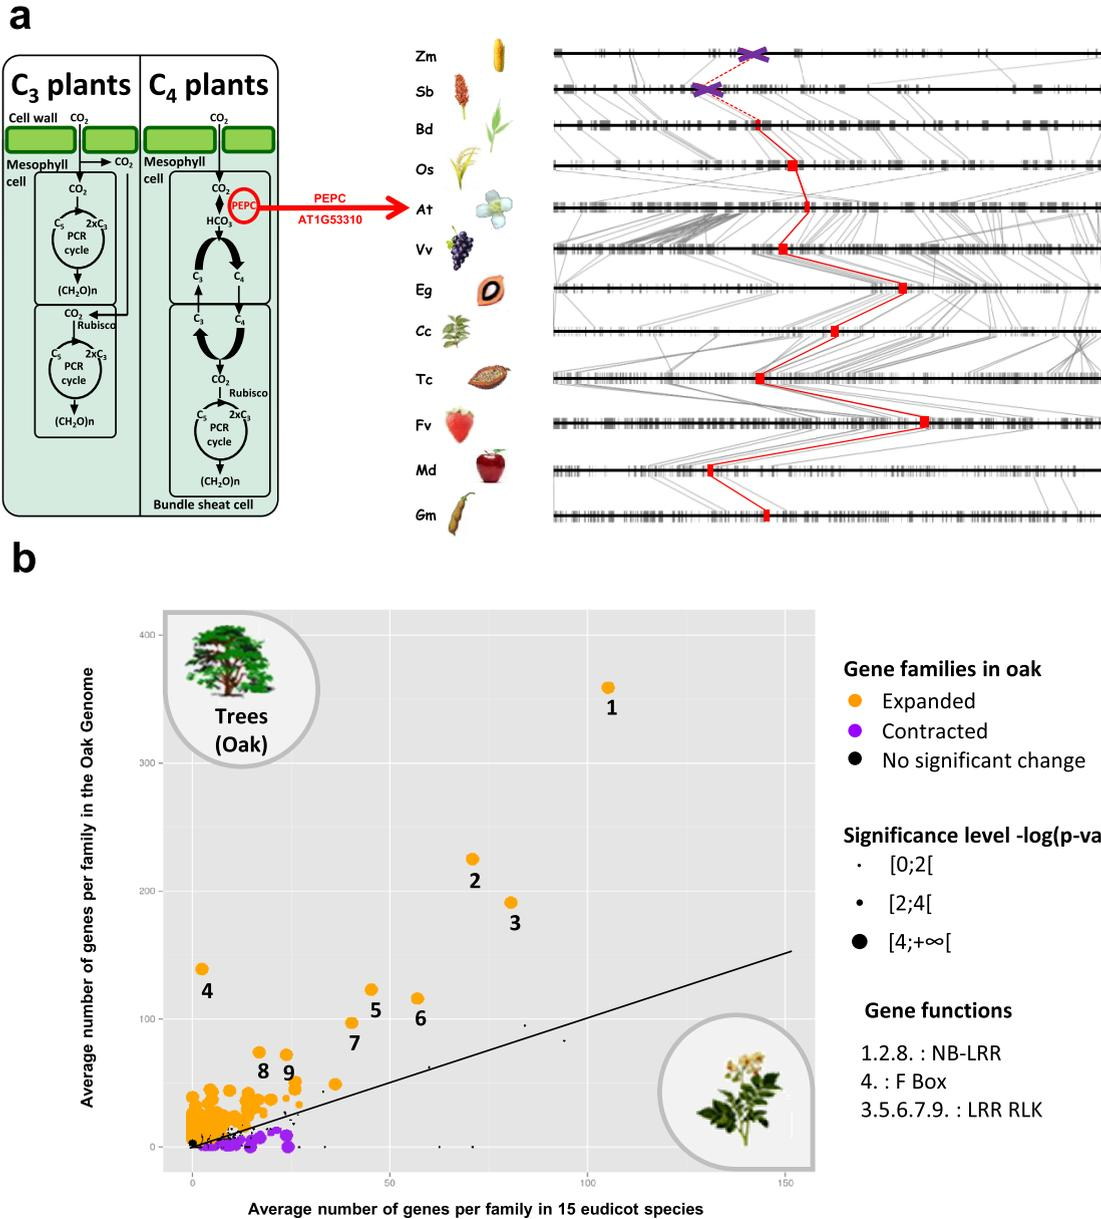 a
C3 plants
C4 plants
Cell wall
CO2
CO2
Mesophyll
cell
CO2
Mesophyll
cell
CO2
C5 2xC3
PCR
cycle
(CH2O)n
CO2
Rubisco
C5 2xC3
PCR
cycle
(CH2O)n
CO2
PEPC
HCO3
C3 C4
C3 C4
CO2
Rubisco
C5 2xC3
PCR
cycle
(CH2O)n
Bundle sheat cell
PEPC
AT1G53310
Zm
Sb
Bd
Os
At
Vv
Eg
Cc
Tc
Fv
Md
Gm
b
Average number of genes per family in the Oak Genome
400
300
200
100
0
Trees
(Oak)
1
2
3
4
5
6
7
8
9
0 50 100 150
Average number of genes per family in 15 eudicot species
Gene families in oak
Expanded
Contracted
No significant change
Significance level -log(p-va
[0;2[
[2;4[
[4;+∞[
Gene functions
1.2.8. : NB-LRR
4. : F Box
3.5.6.7.9. : LRR RLK